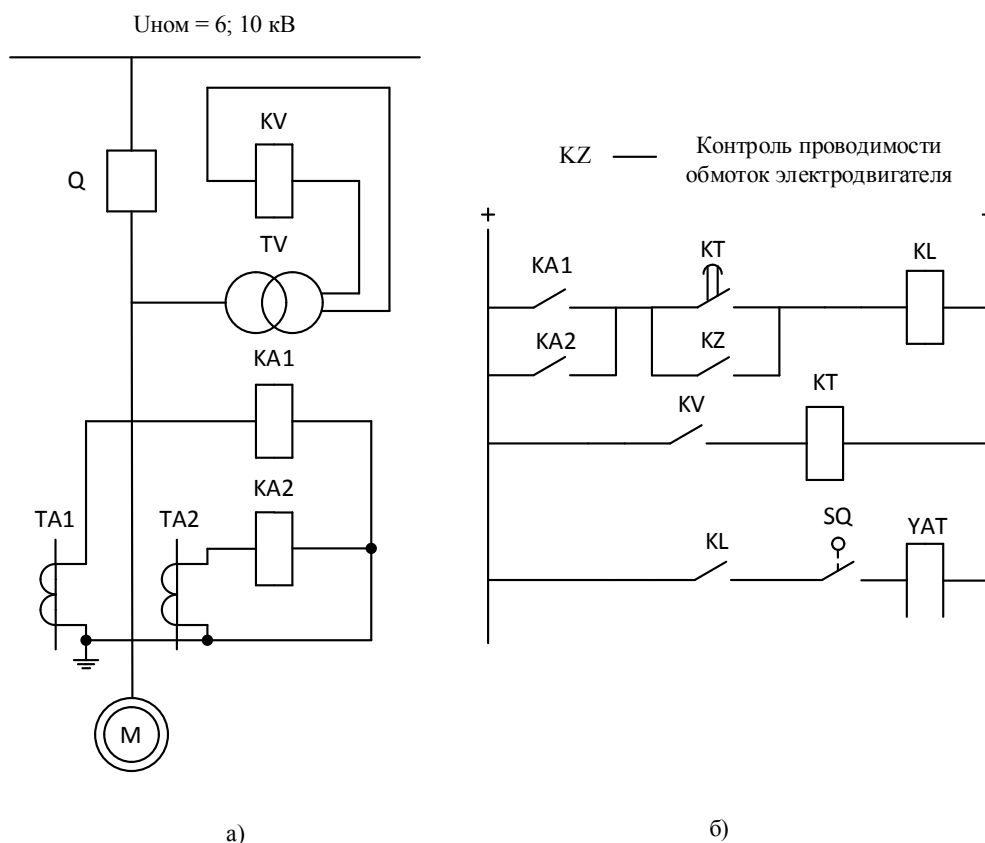 Uном = 6; 10 кВ
KV
Q
TV
KA1
KA2
TA1
TA2
M
а)
KZ — Контроль проводимости
обмоток электродвигателя
+
-
KA1
KT
KL
KA2
KZ
KV
KT
KL
SQ
YAT
б)